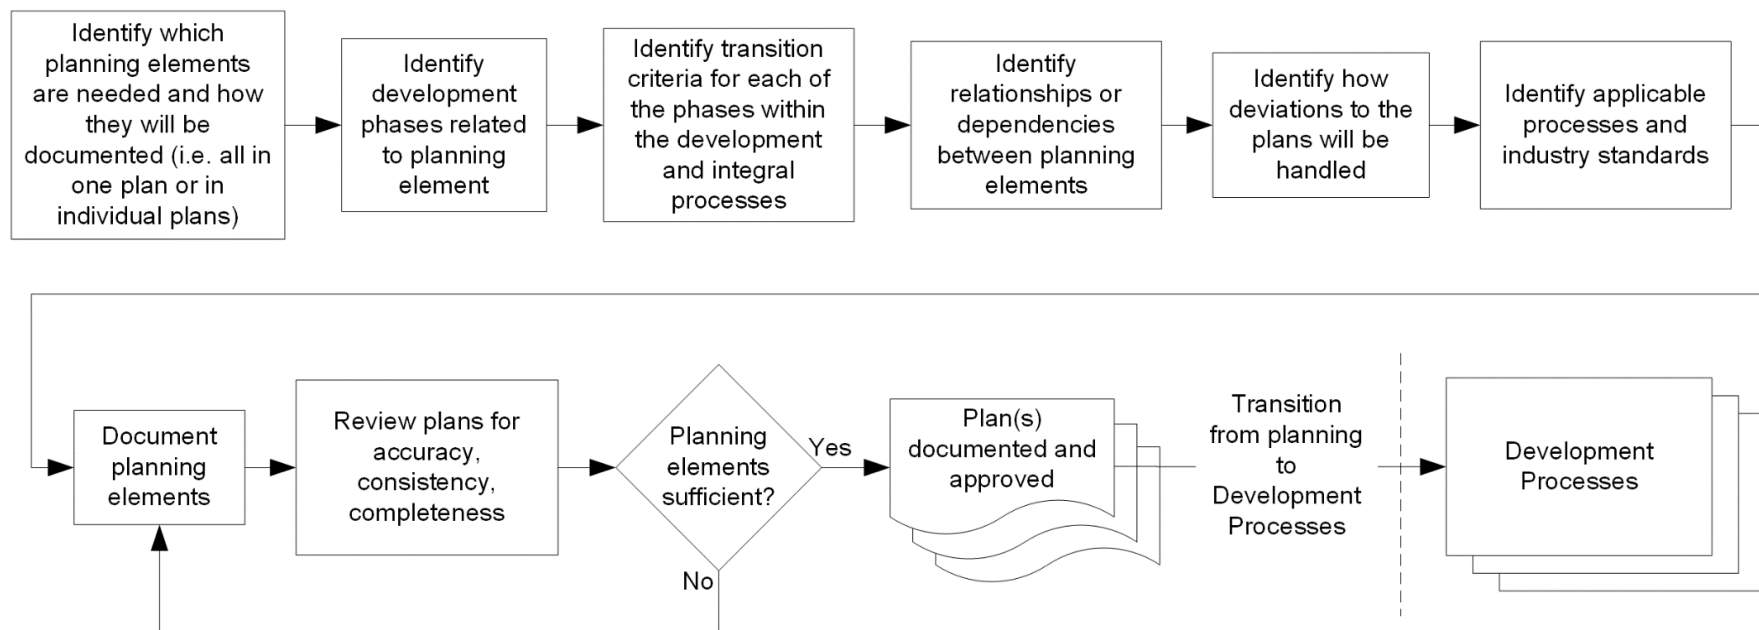 Identify which
planning elements
are needed and how
they will be
documented (i.e. all in
one plan or in
individual plans)
Identify
development
phases related
to planning
element
Identify transition
criteria for each of
the phases within
the development
and integral
processes
Identify
relationships or
dependencies
between planning
elements
Identify how
deviations to the
plans will be
handled
Identify applicable
processes and
industry standards
Document
planning
elements
Review plans for
accuracy,
consistency,
completeness
Planning
elements
sufficient?
Yes
No
Plan(s)
documented and
approved
Transition
from planning
to
Development
Processes
Development
Processes